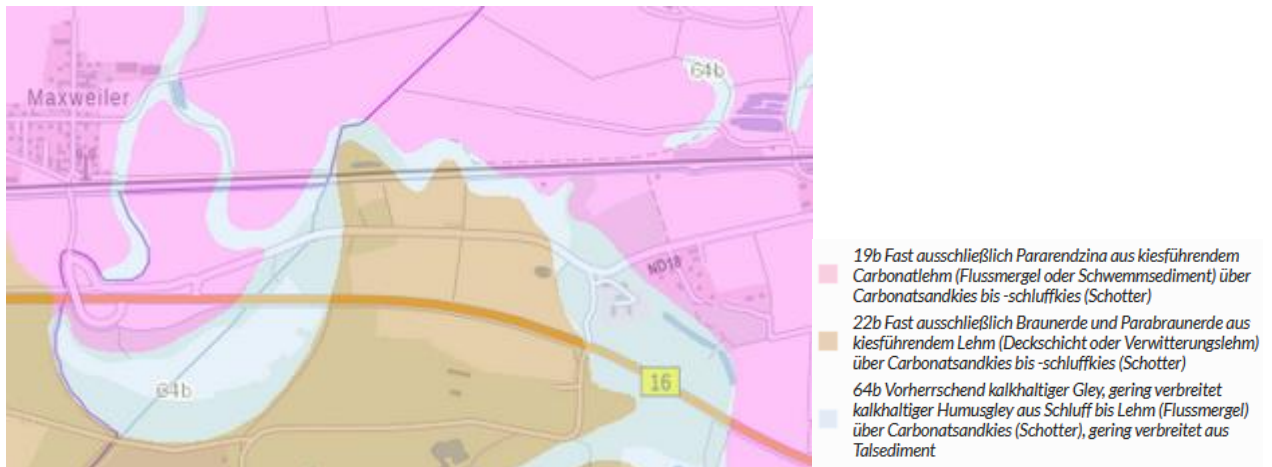 64b
Maxweiler
ND18
16
64b
19b Fast ausschließlich Pararendzina aus kiesführendem
Carbonatlehm (Flussmergel oder Schwemmsediment) über
Carbonatsandkies bis -schluffkies (Schotter)
22b Fast ausschließlich Braunerde und Parabraunerde aus
kiesführendem Lehm (Deckschicht oder Verwitterungslehm)
über Carbonatsandkies bis -schluffkies (Schotter)
64b Vorherrschend kalkhaltiger Gley, gering verbreitet
kalkhaltiger Humusgley aus Schluff bis Lehm (Flussmergel)
über Carbonatsandkies (Schotter), gering verbreitet aus
Talsediment